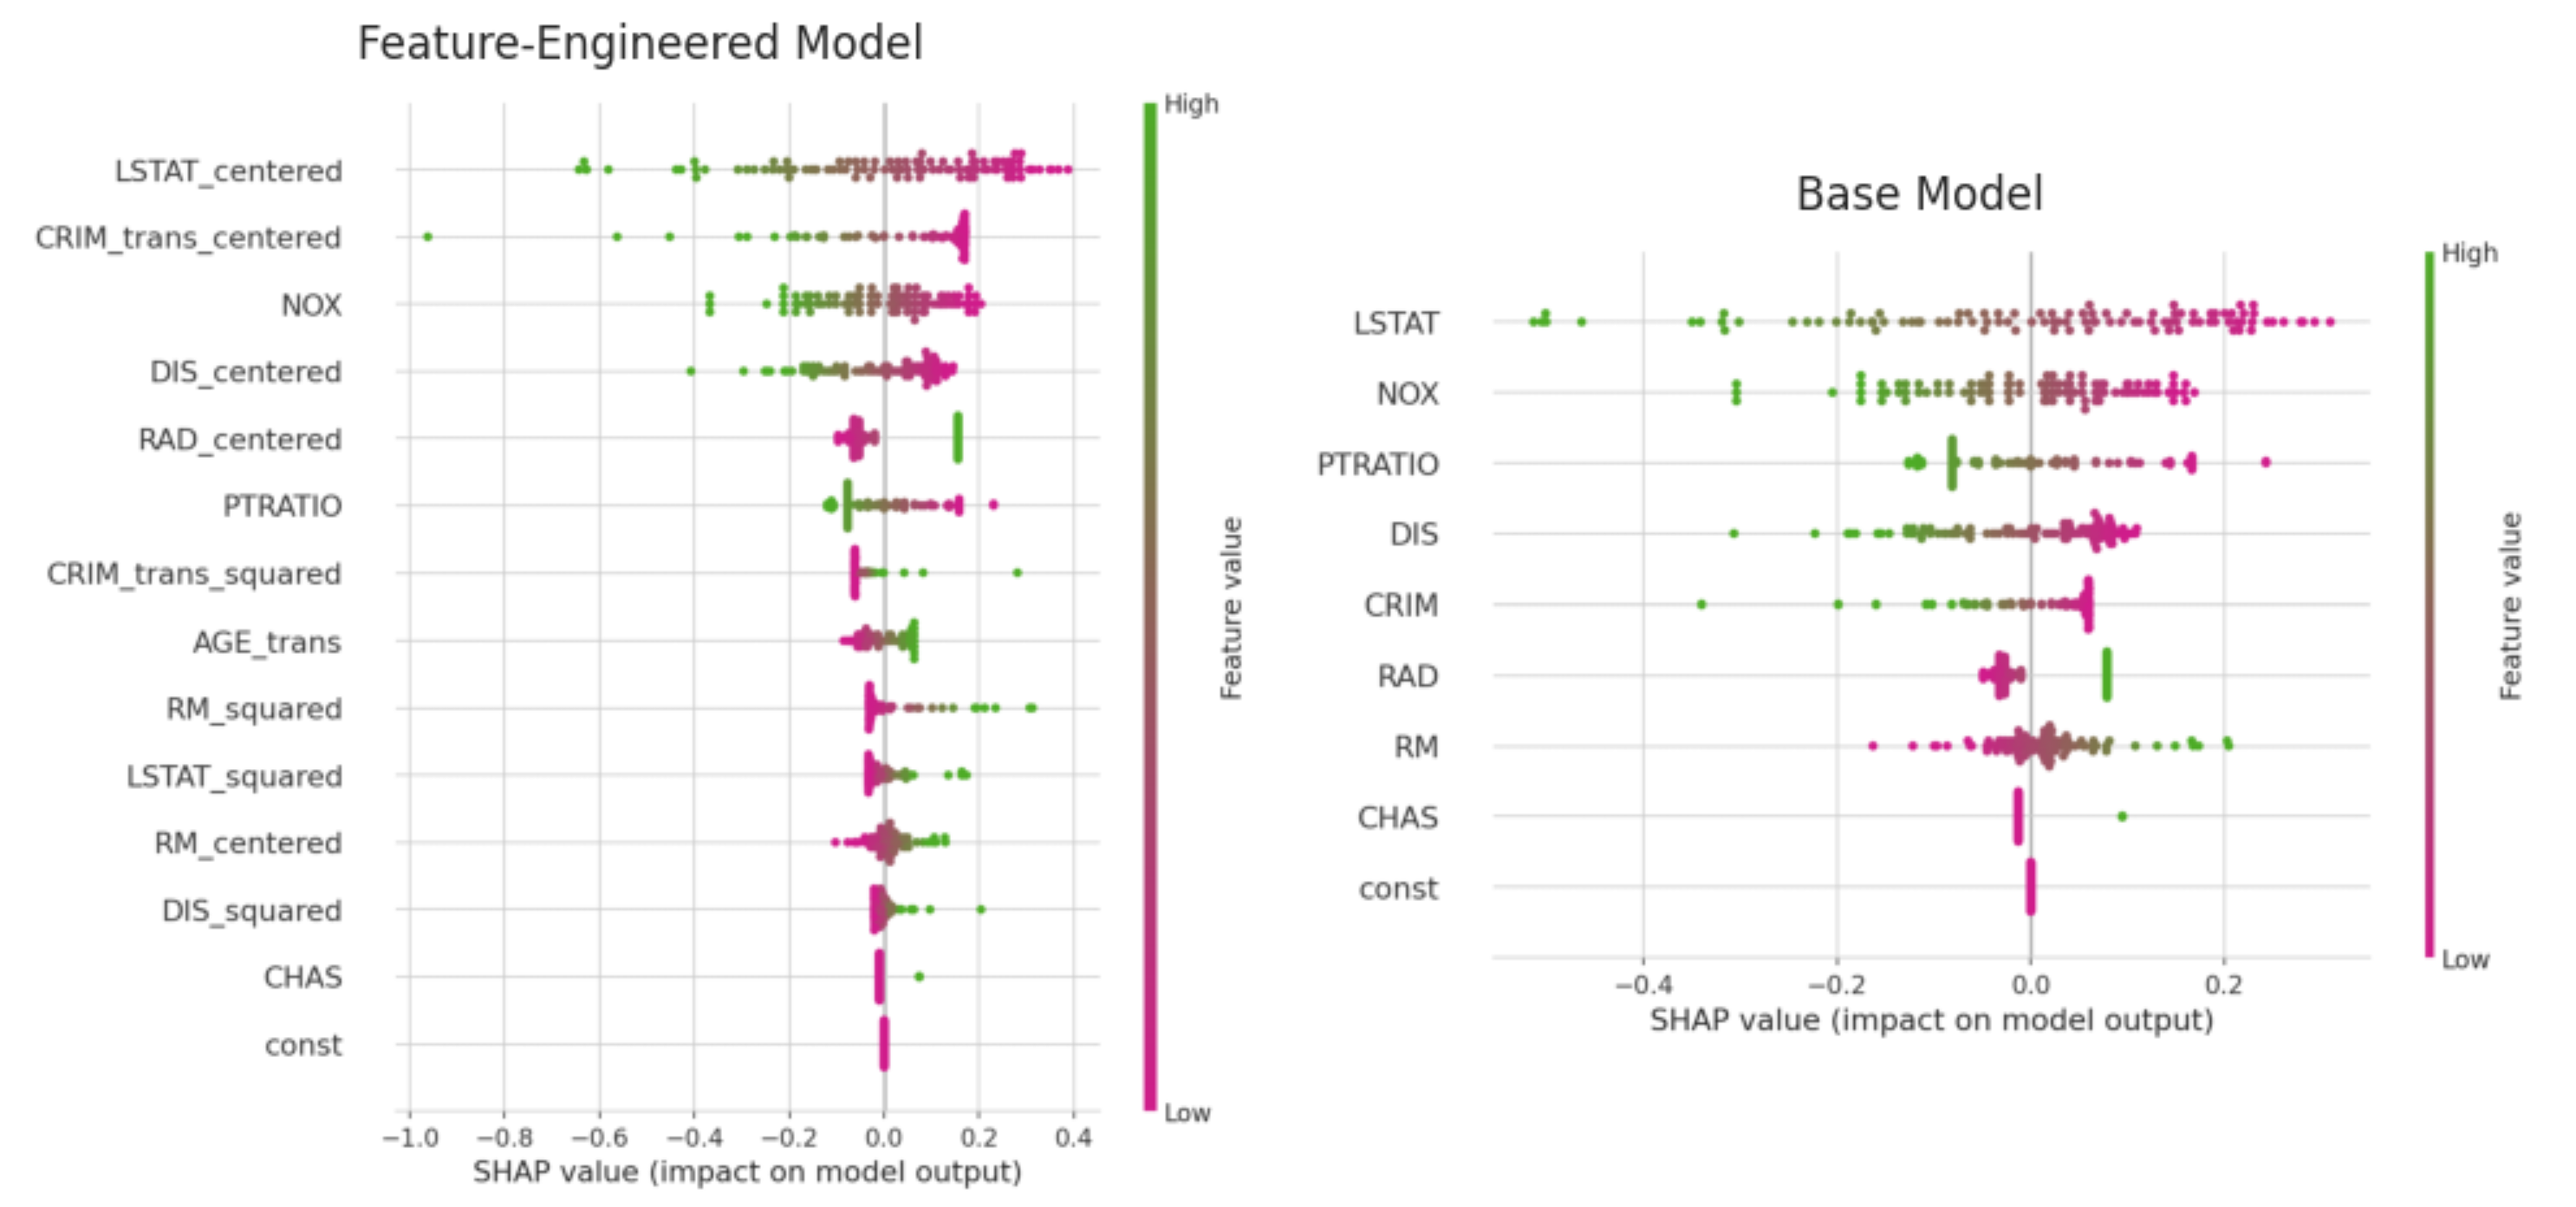 Feature-Engineered Model
High
LSTAT_centered
CRIM_trans_centered
NOX
DIS_centered
RAD_centered
PTRATIO
CRIM_trans_squared
AGE_trans
RM_squared
LSTAT_squared
RM_centered
DIS_squared
CHAS
const
Feature value
Low
−1.0 −0.8 −0.6 −0.4 −0.2 0.0 0.2 0.4
SHAP value (impact on model output)
Base Model
High
LSTAT
NOX
PTRATIO
DIS
CRIM
RAD
RM
CHAS
const
Feature value
Low
−0.4 −0.2 0.0 0.2
SHAP value (impact on model output)